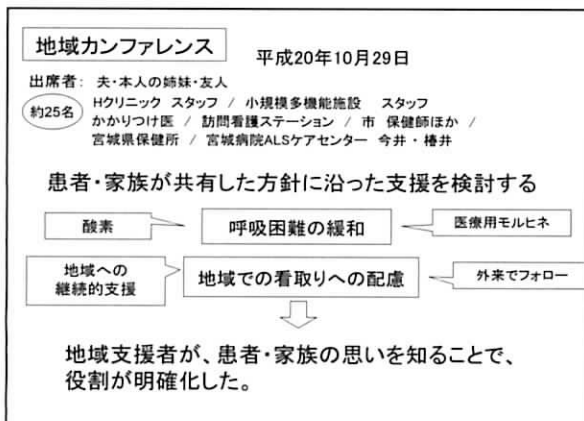 地域カンファレンス
平成20年10月29日
出席者: 夫・本人の姉妹・友人
約25名
Hクリニック スタッフ / 小規模多機能施設 スタッフ
かかりつけ医 / 訪問看護ステーション / 市 保健師ほか /
宮城県保健所 / 宮城病院ALSケアセンター 今井・椿井
患者・家族が共有した方針に沿った支援を検討する
酸素
呼吸困難の緩和
医療用モルヒネ
地域への
継続的支援
地域での看取りへの配慮
外来でフォロー
地域支援者が、患者・家族の思いを知ることで、
役割が明確化した。